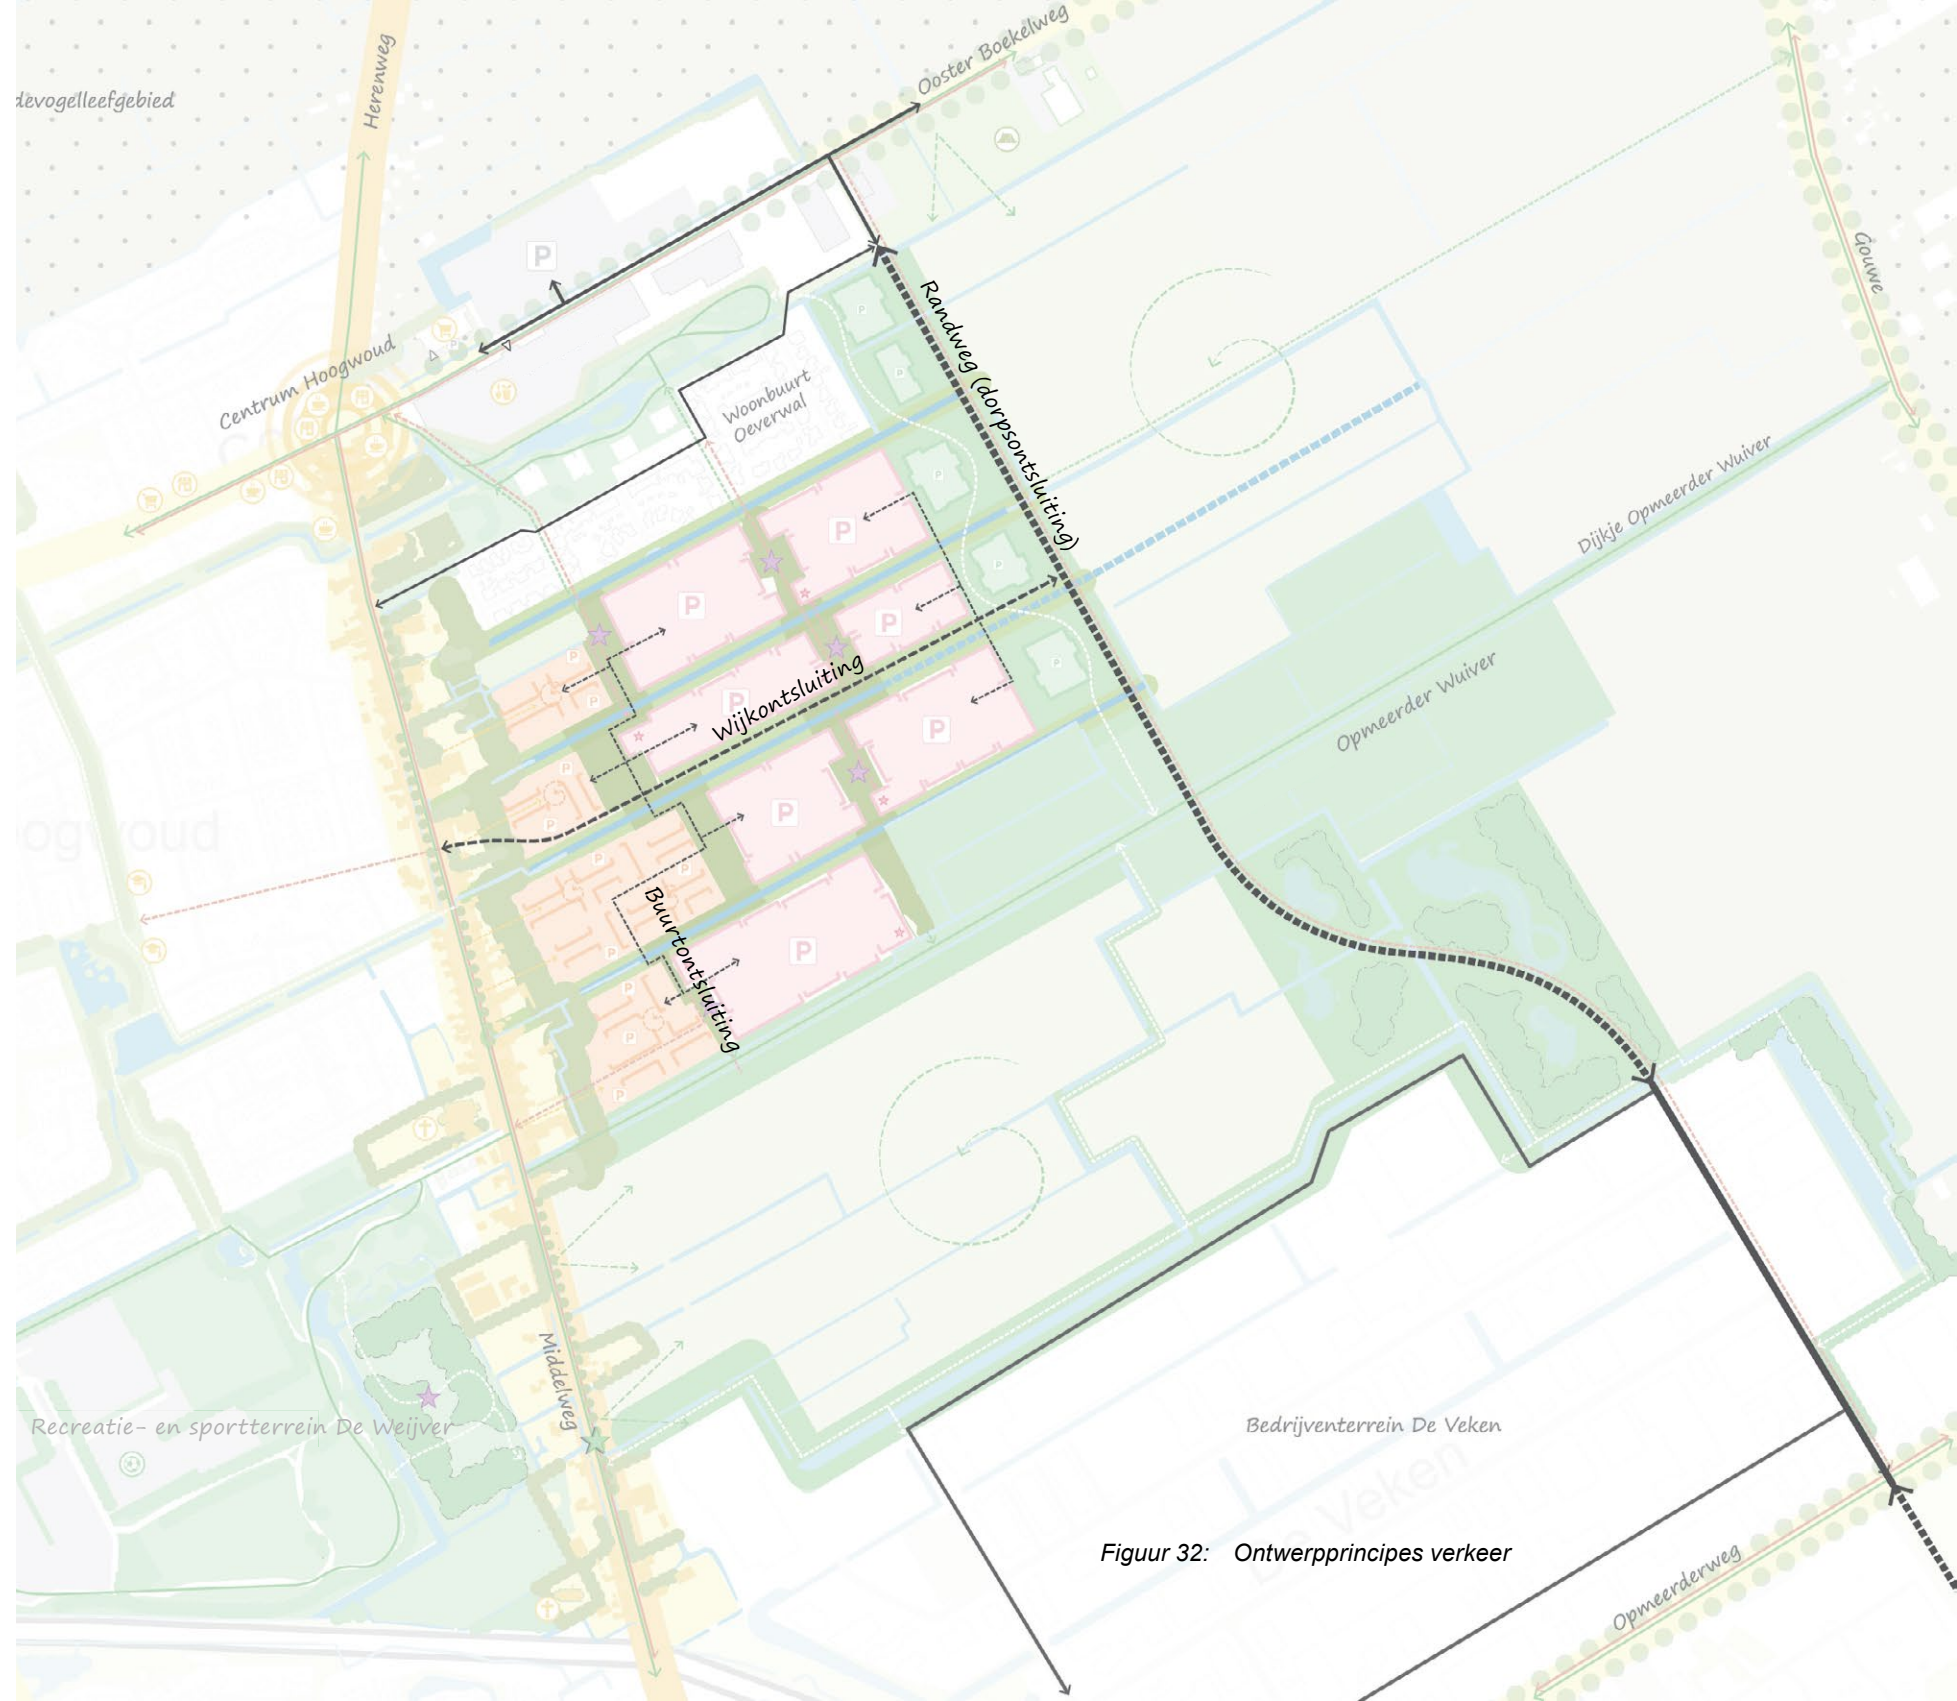 Ooster Boekelweg
Herenweg
devogelleefgebied
P
Gouwe
Randweg (dorpsontsluiting)
Centrum Hoogwoud
Woonbuurt
Oeverwal
Dijkje Opmeerder Wuiver
P
P
P
P
Wijkontsluiting
Opmeerder Wuiver
P
P
oogwoud
Buurtontsluiting
P
Middelweg
Recreatie- en sportterrein De Weijver
Bedrijventerrein De Veken
De Veken
Figuur 32: Ontwerpprincipes verkeer
Opmeerderweg